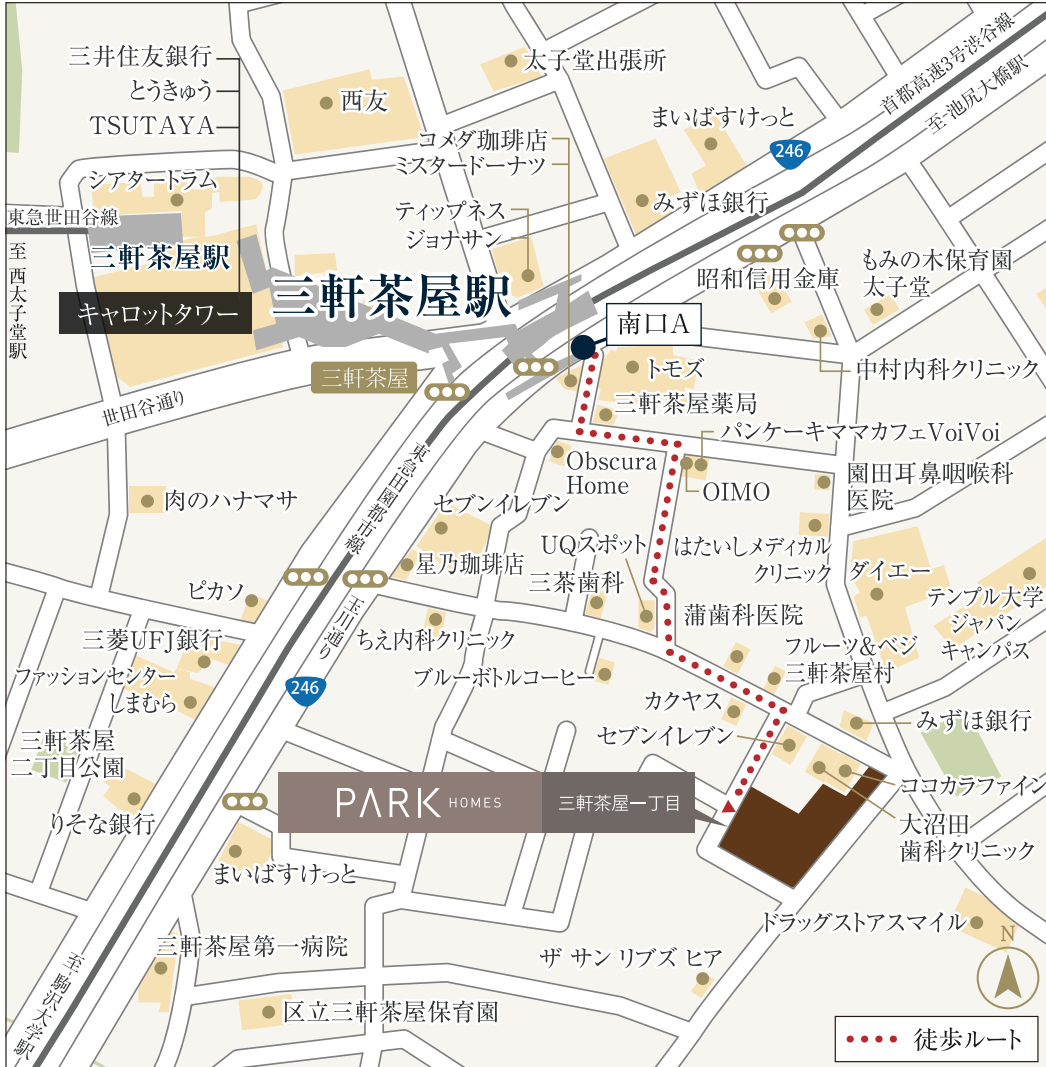 三井住友銀行
とうきゅう
TSUTAYA
西友
太子堂出張所
首都高速3号渋谷線
至 池尻大橋駅
まいばすけっと
246
コメダ珈琲店
ミスタードーナツ
シアタートラム
みずほ銀行
ティップネス
ジョナサン
東急世田谷線
至 西太子堂駅
三軒茶屋駅
キャロットタワー
三軒茶屋駅
昭和信用金庫
もみの木保育園
太子堂
南口A
三軒茶屋
トモズ
中村内科クリニック
世田谷通り
三軒茶屋薬局
パンケーキママカフェVoiVoi
東急田園都市線
Obscura
Home
OIMO
園田耳鼻咽喉科
医院
肉のハナマサ
セブンイレブン
星乃珈琲店
UQスポット
はたいしメディカル
クリニック
ダイエー
三茶歯科
ピカソ
玉川通り
ちえ内科クリニック
蒲歯科医院
テンプル大学
ジャパン
キャンパス
三菱UFJ銀行
ファッションセンター
しまむら
ブルーボトルコーヒー
フルーツ&ベジ
三軒茶屋村
246
カクヤス
セブンイレブン
みずほ銀行
三軒茶屋
二丁目公園
PARK HOMES
三軒茶屋一丁目
ココカラファイン
りそな銀行
大沼田
歯科クリニック
まいばすけっと
ドラッグストアスマイル
三軒茶屋第一病院
ザ サン リブズ ヒア
N
至 駒沢大学駅
区立三軒茶屋保育園
徒歩ルート